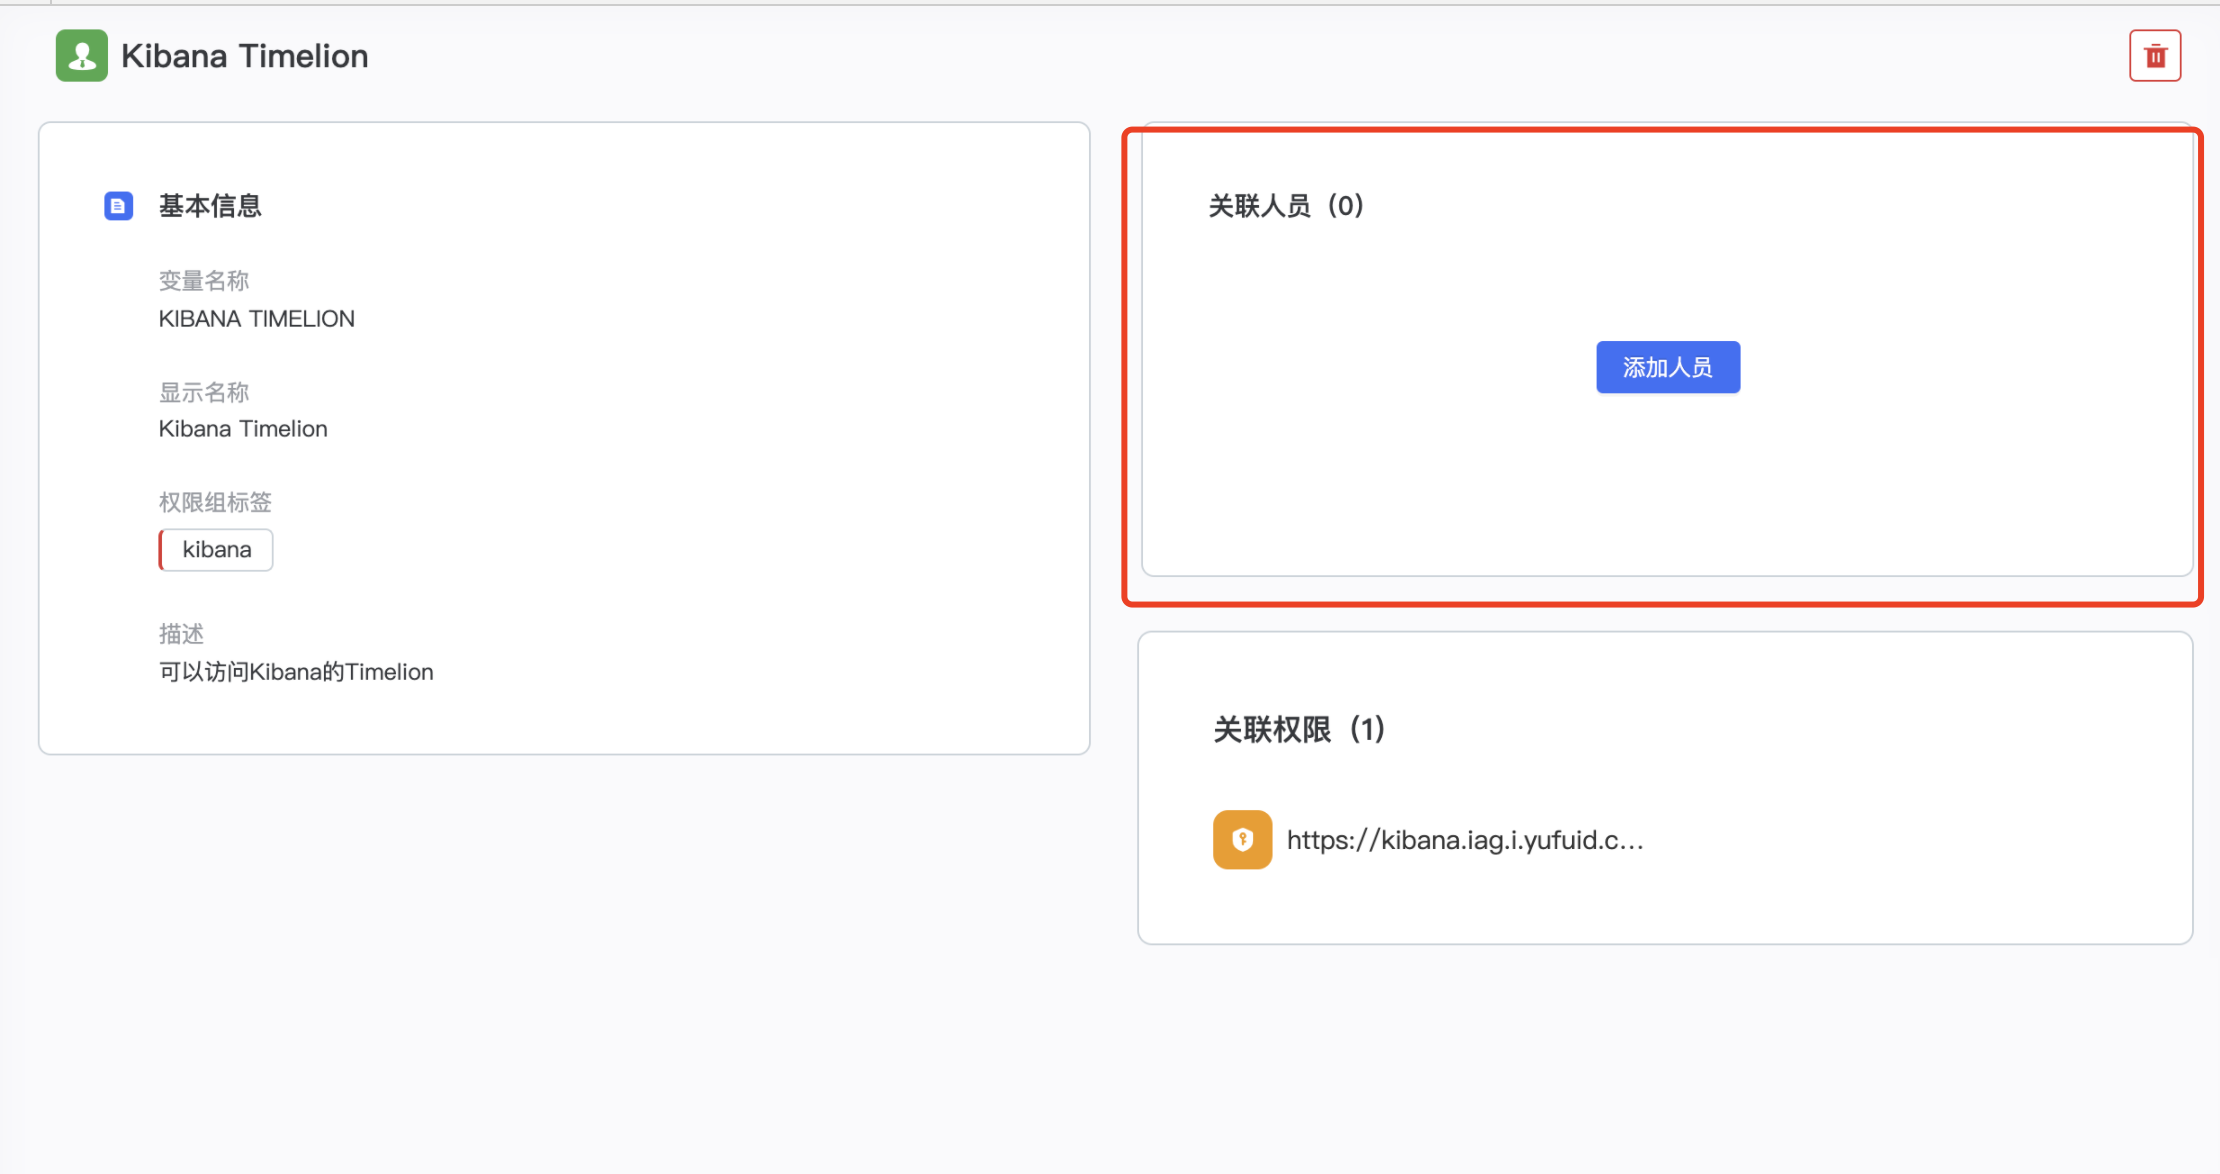 Kibana Timelion
基本信息
变量名称
KIBANA TIMELION
显示名称
Kibana Timelion
权限组标签
kibana
描述
可以访问Kibana的Timelion
关联人员（0）
添加人员
关联权限（1）
https://kibana.iag.i.yufuid.c...